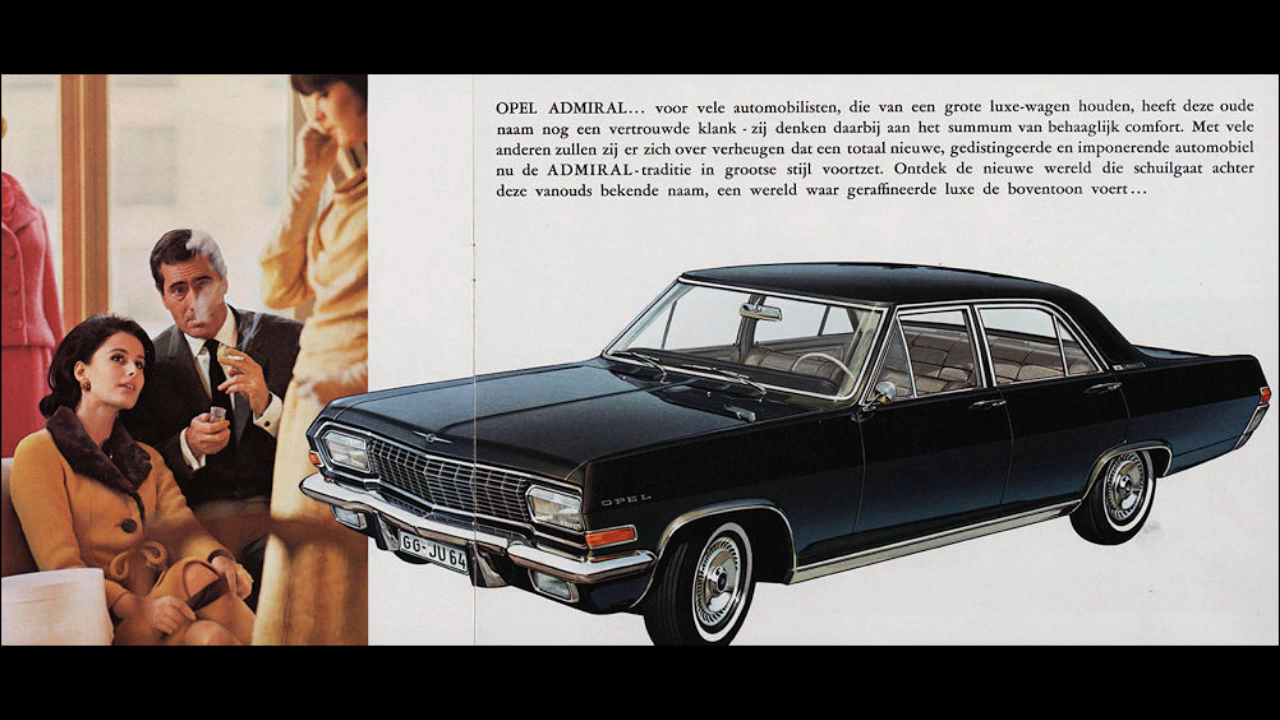 OPEL ADMIRAL... voor vele automobilisten, die van een grote luxe-wagen houden, heeft deze oude
naam nog een vertrouwde klank - zij denken daarbij aan het summum van behaaglijk comfort. Met vele
anderen zullen zij er zich over verheugen dat een totaal nieuwe, gedistingeerde en imponerende automobiel
nu de ADMIRAL-traditie in grootse stijl voortzet. Ontdek de nieuwe wereld die schuilgaat achter
deze vanouds bekende naam, een wereld waar geraffineerde luxe de boventoon voert...
OPEL
GG-JU 64